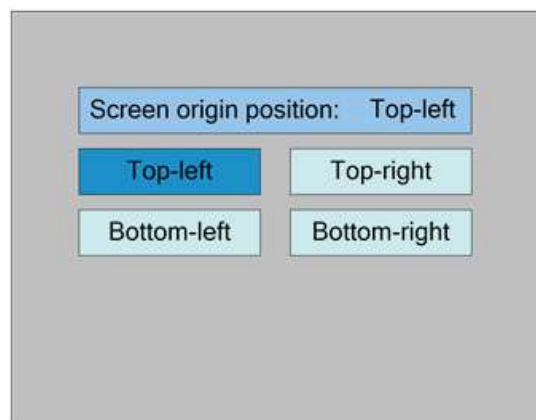 Screen origin position: Top-left
Top-left Top-right
Bottom-left Bottom-right